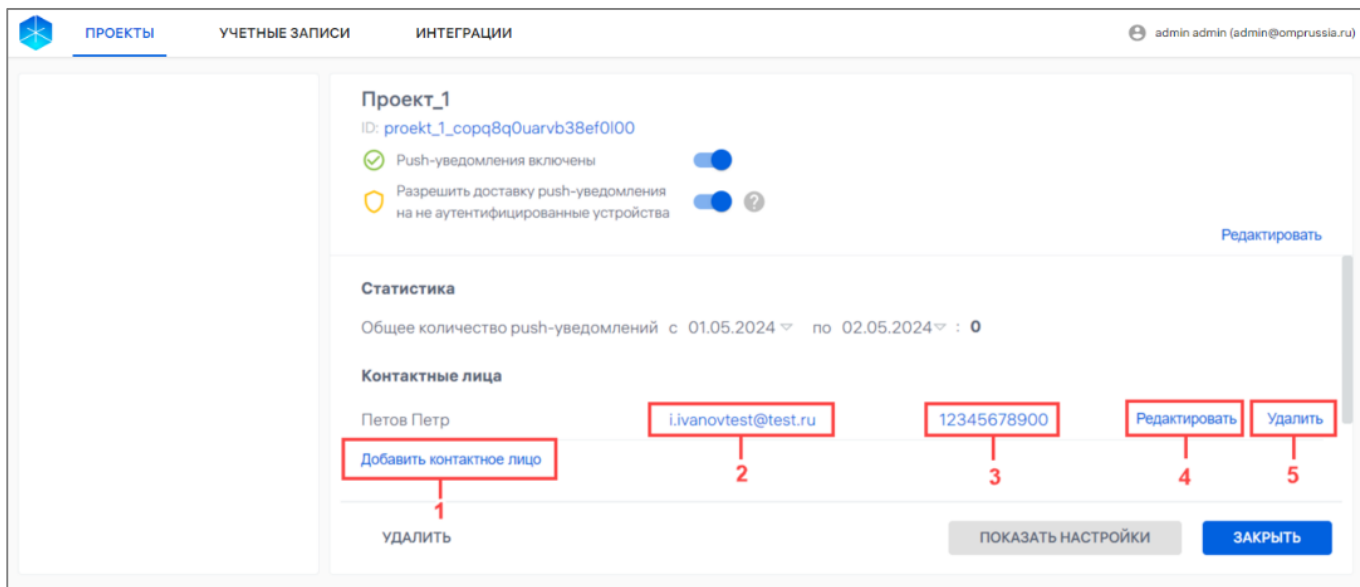 ПРОЕКТЫ УЧЕТНЫЕ ЗАПИСИ ИНТЕГРАЦИИ admin admin (admin@omprussia.ru)
Проект_1
ID: proekt_1_copq8q0uarvb38ef0l00
Push-уведомления включены
Разрешить доставку push-уведомления
на не аутентифицированные устройства ?
Редактировать
Статистика
Общее количество push-уведомлений с 01.05.2024 по 02.05.2024 : 0
Контактные лица
Петов Петр i.ivanovtest@test.ru 12345678900 Редактировать Удалить
Добавить контактное лицо
1 2 3 4 5
УДАЛИТЬ ПОКАЗАТЬ НАСТРОЙКИ ЗАКРЫТЬ